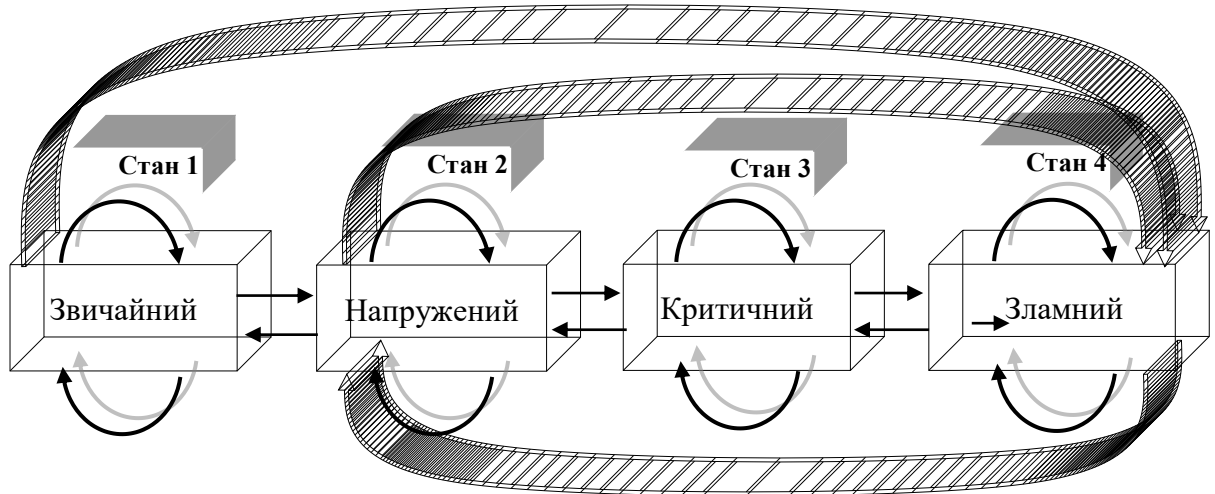 Стан 1
Стан 2
Стан 3
Стан 4
Звичайний
Напружений
Критичний
Зламний